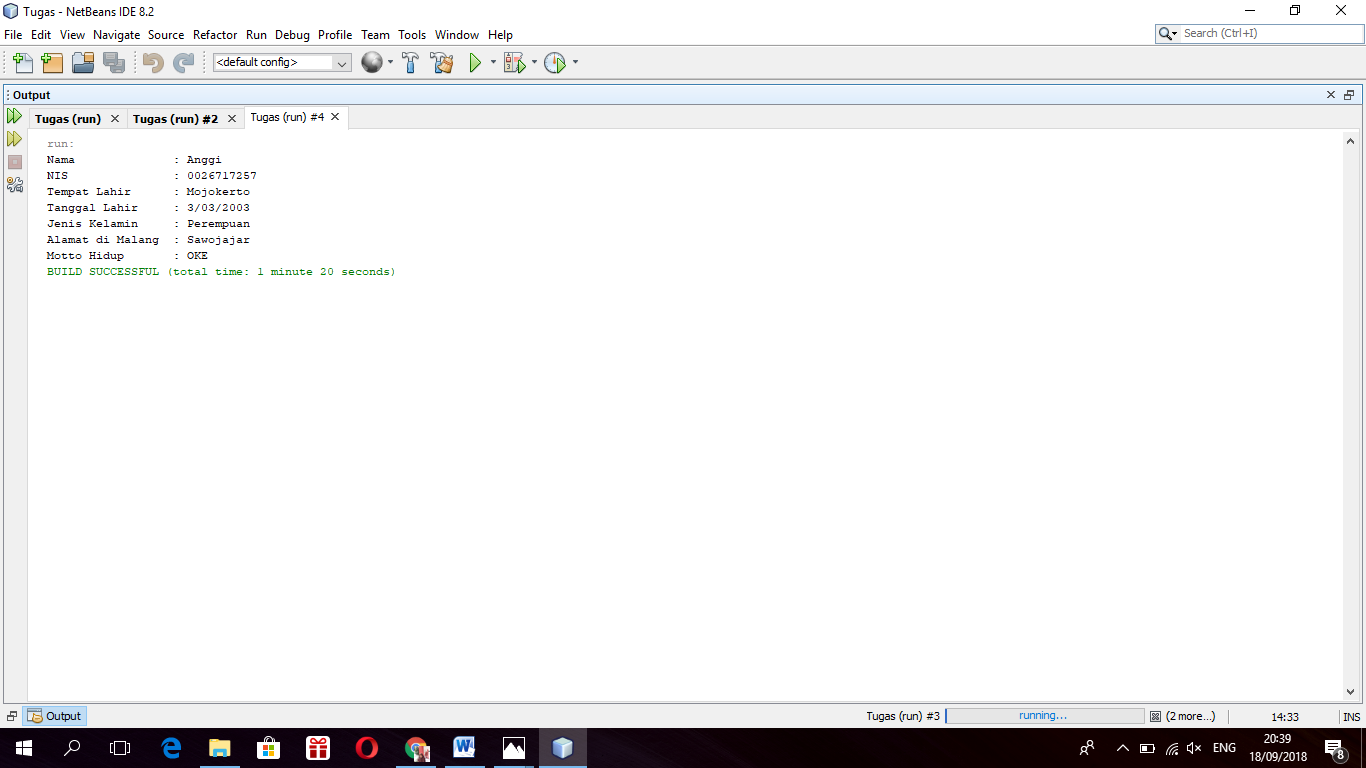 Tugas - NetBeans IDE 8.2
File Edit View Navigate Source Refactor Run Debug Profile Team Tools Window Help
Search (Ctrl+I)
<default config>
Output
Tugas (run) Tugas (run) #2 Tugas (run) #4
run:
Nama : Anggi
NIS : 0026717257
Tempat Lahir : Mojokerto
Tanggal Lahir : 3/03/2003
Jenis Kelamin : Perempuan
Alamat di Malang : Sawojajar
Motto Hidup : OKE
BUILD SUCCESSFUL (total time: 1 minute 20 seconds)
Output
Tugas (run) #3 running... (2 more...) 14:33 INS
ENG
20:39
18/09/2018
8